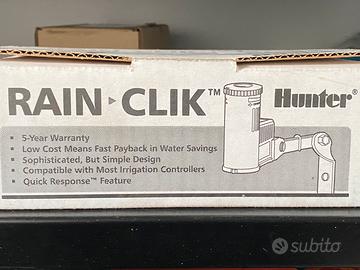 RAIN ▸ CLIK™
Hunter®
▪ 5-Year Warranty
▪ Low Cost Means Fast Payback in Water Savings
▪ Sophisticated, But Simple Design
▪ Compatible with Most Irrigation Controllers
▪ Quick Response™ Feature
subito